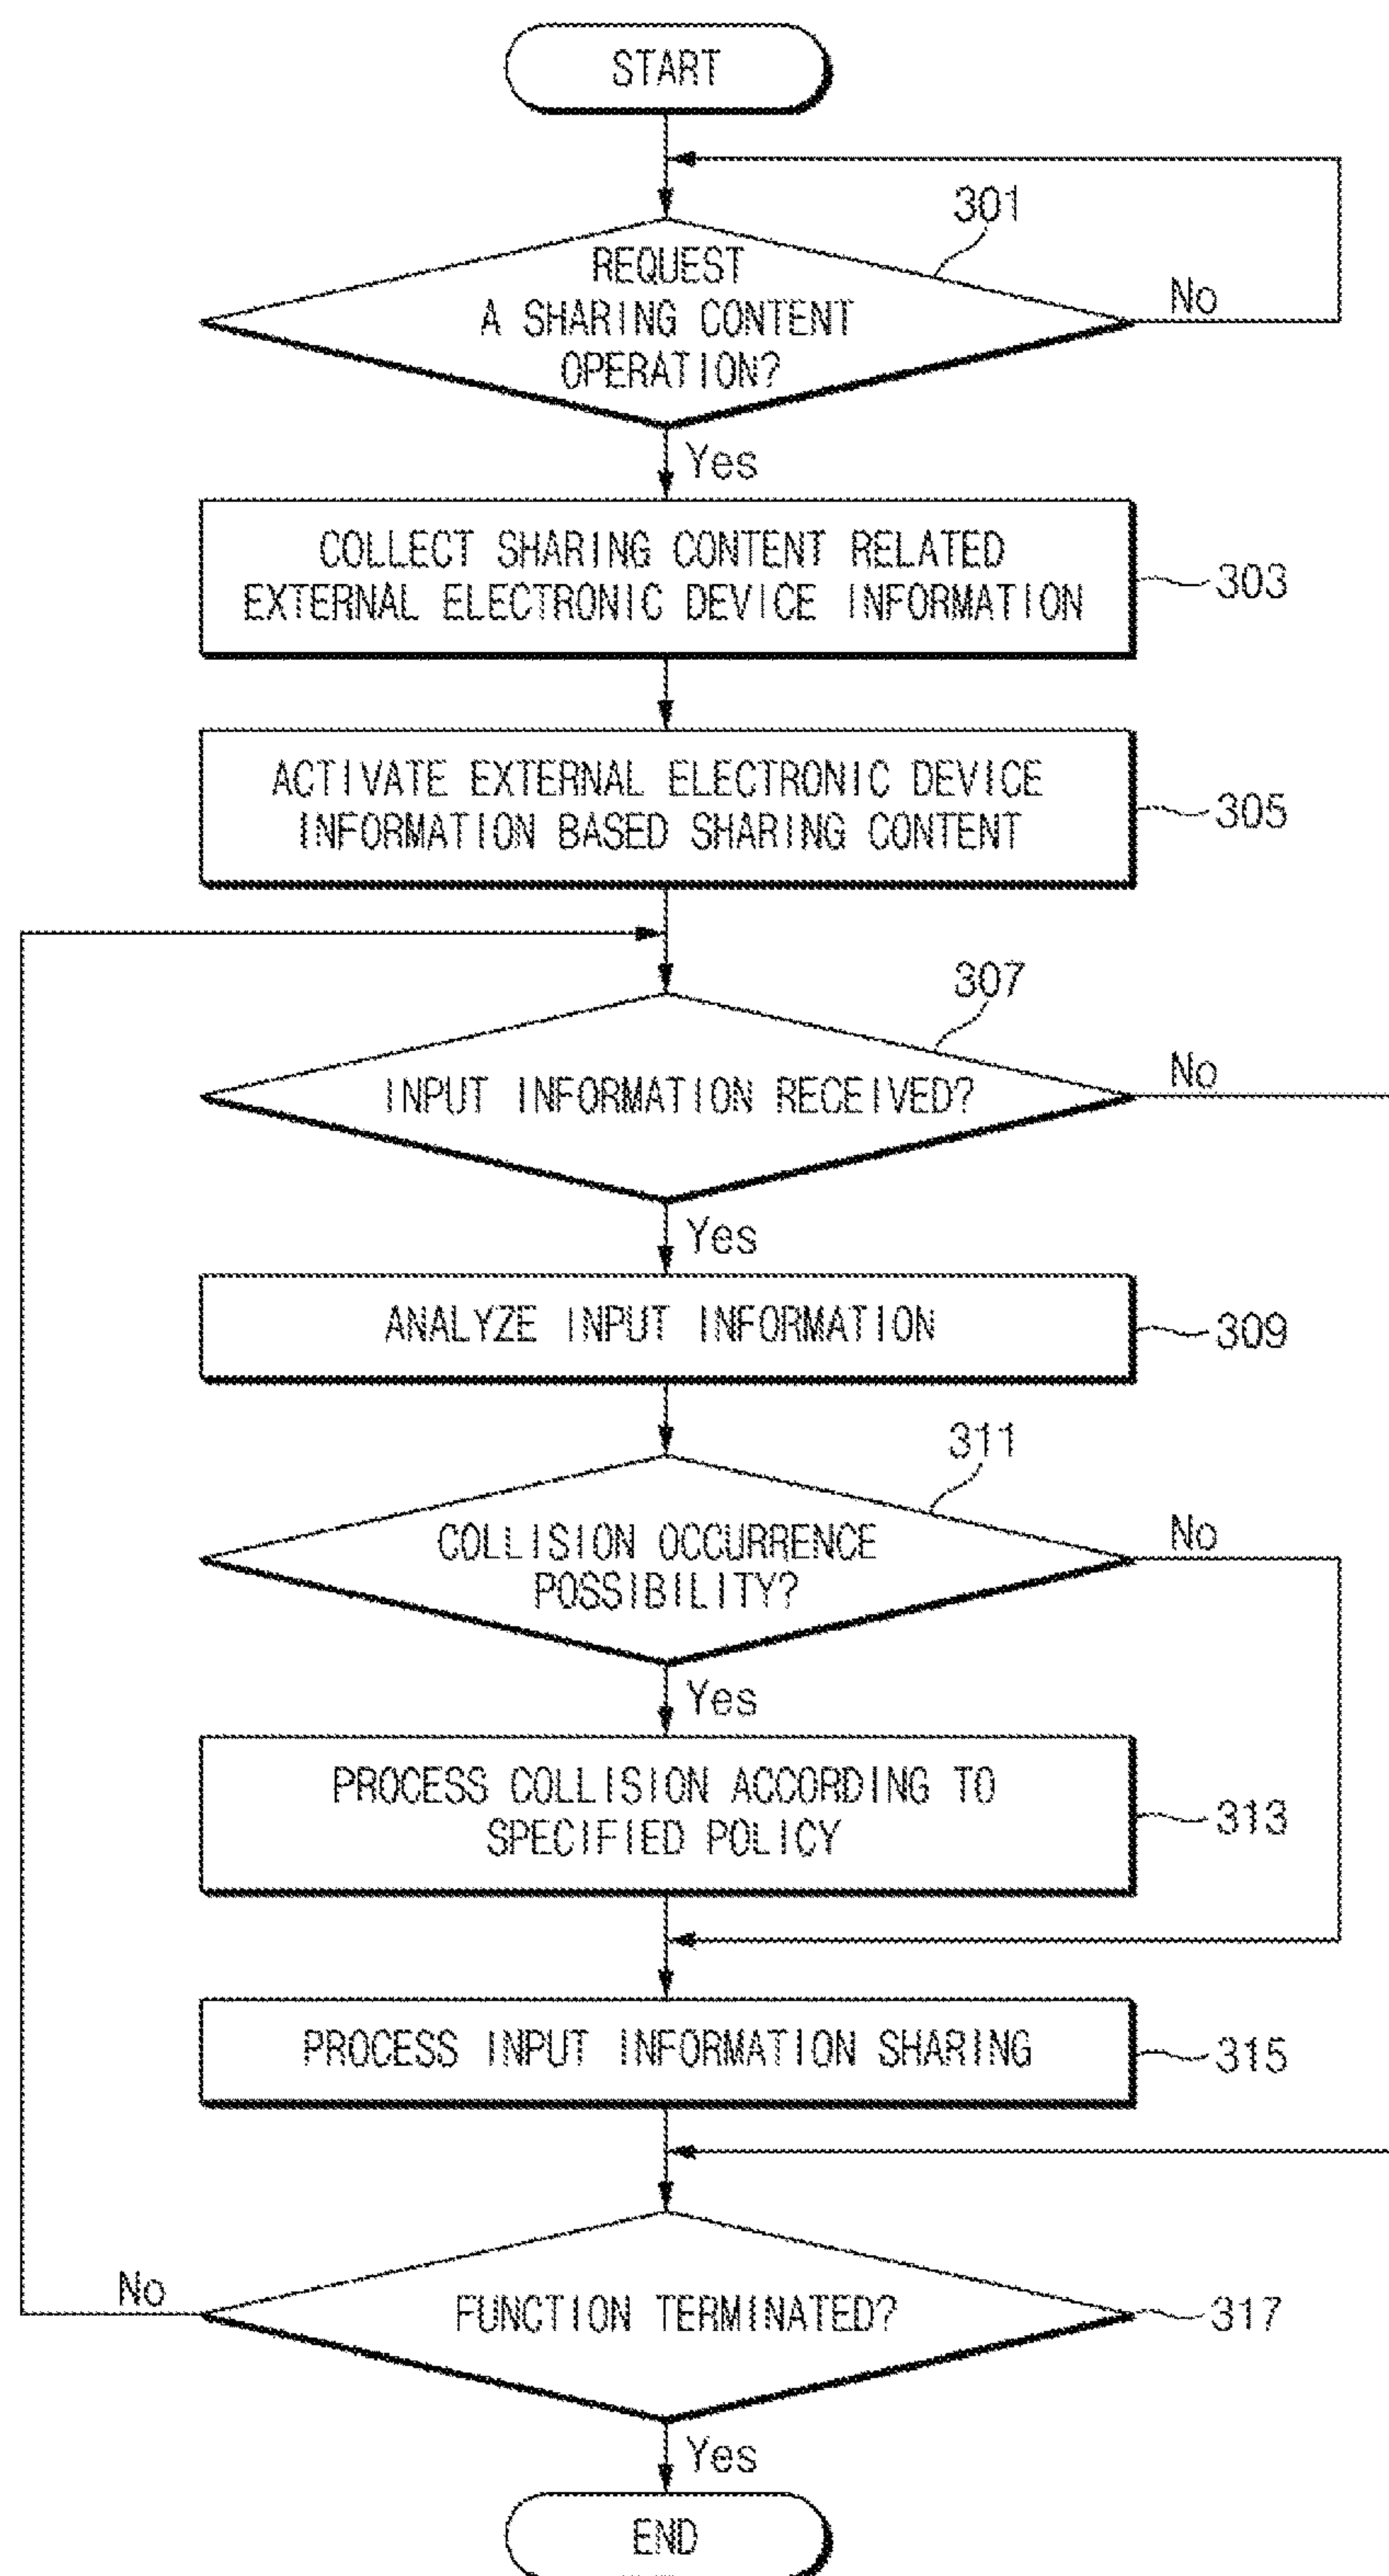 START
301
REQUEST
A SHARING CONTENT
OPERATION?
No
Yes
COLLECT SHARING CONTENT RELATED
EXTERNAL ELECTRONIC DEVICE INFORMATION
303
ACTIVATE EXTERNAL ELECTRONIC DEVICE
INFORMATION BASED SHARING CONTENT
305
307
INPUT INFORMATION RECEIVED?
No
Yes
ANALYZE INPUT INFORMATION
309
311
COLLISION OCCURRENCE
POSSIBILITY?
No
Yes
PROCESS COLLISION ACCORDING TO
SPECIFIED POLICY
313
PROCESS INPUT INFORMATION SHARING
315
No
FUNCTION TERMINATED?
317
Yes
END